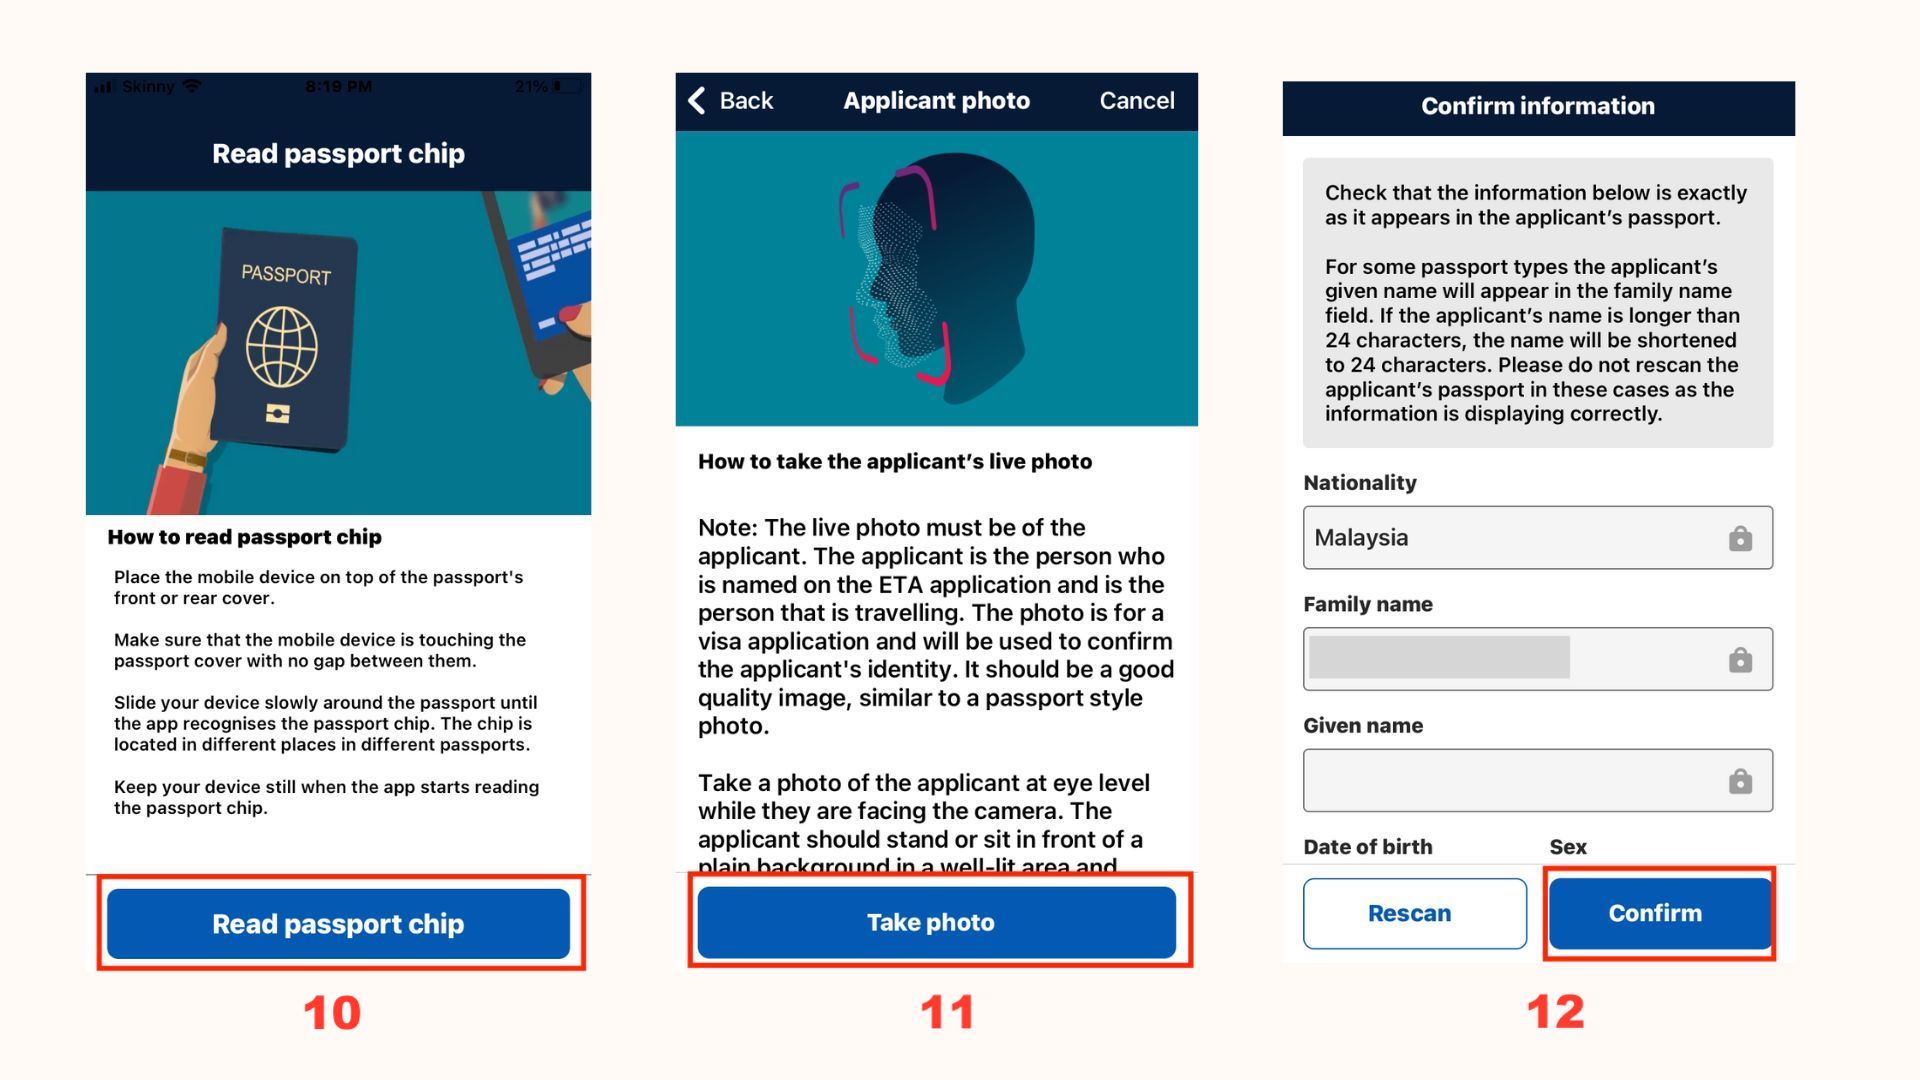 Skinny
8:19 PM
21%
Read passport chip
PASSPORT
How to read passport chip
Place the mobile device on top of the passport's
front or rear cover.
Make sure that the mobile device is touching the
passport cover with no gap between them.
Slide your device slowly around the passport until
the app recognises the passport chip. The chip is
located in different places in different passports.
Keep your device still when the app starts reading
the passport chip.
Read passport chip
10
Back
Applicant photo
Cancel
How to take the applicant’s live photo
Note: The live photo must be of the
applicant. The applicant is the person who
is named on the ETA application and is the
person that is travelling. The photo is for a
visa application and will be used to confirm
the applicant's identity. It should be a good
quality image, similar to a passport style
photo.
Take a photo of the applicant at eye level
while they are facing the camera. The
applicant should stand or sit in front of a
plain background in a well-lit area and
Take photo
11
Confirm information
Check that the information below is exactly
as it appears in the applicant’s passport.
For some passport types the applicant’s
given name will appear in the family name
field. If the applicant’s name is longer than
24 characters, the name will be shortened
to 24 characters. Please do not rescan the
applicant’s passport in these cases as the
information is displaying correctly.
Nationality
Malaysia
Family name
Given name
Date of birth
Sex
Rescan
Confirm
12